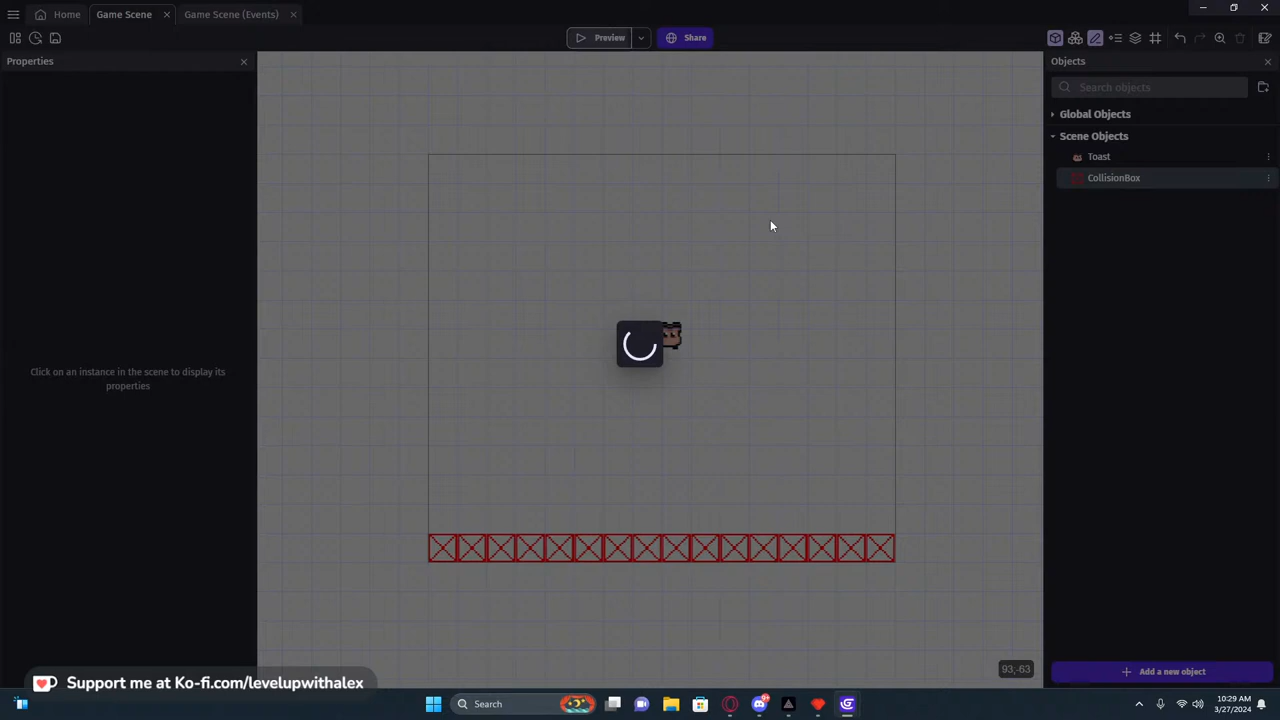 Home
Game Scene
Game Scene (Events)
Preview
Share
Properties
Objects
Search objects
Global Objects
Scene Objects
Toast
CollisionBox
Click on an instance in the scene to display its
properties
93;-63
Add a new object
Support me at Ko-fi.com/levelupwithalex
Search
9+
10:29 AM
3/27/2024